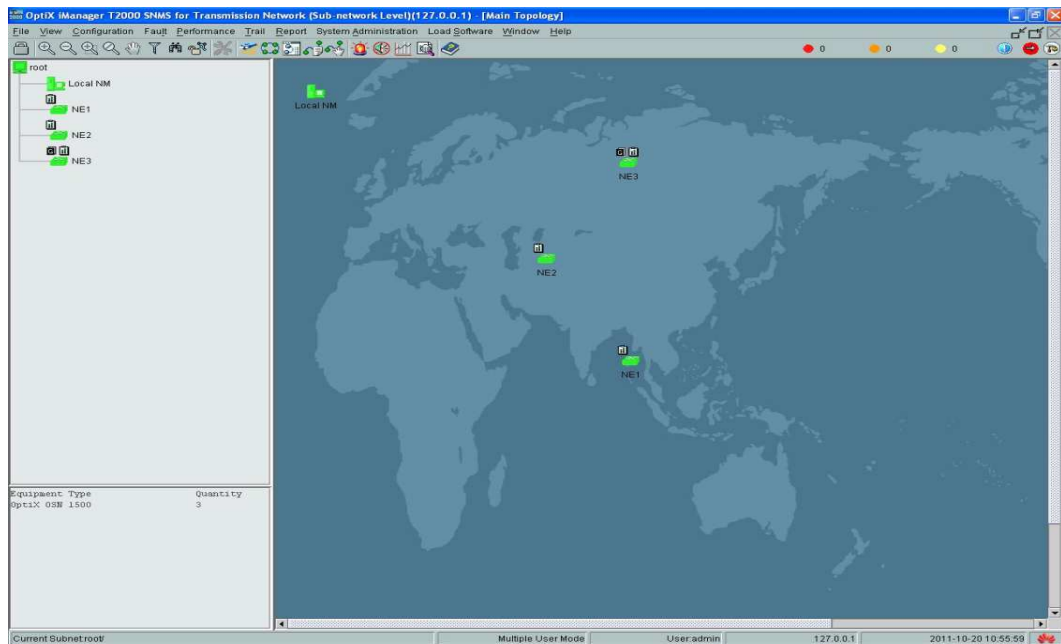 OptiX iManager T2000 SNMS for Transmission Network (Sub-network Level)(127.0.0.1) - [Main Topology]
File View Configuration Fault Performance Trail Report System Administration Load Software Window Help
0 0 0
root
Local NM
NE1
NE2
NE3
Local NM
NE3
NE2
NE1
Equipment Type Quantity
OptiX OSN 1500 3
Current Subnet:root/ Multiple User Mode User:admin 127.0.0.1 2011-10-20 10:55:59